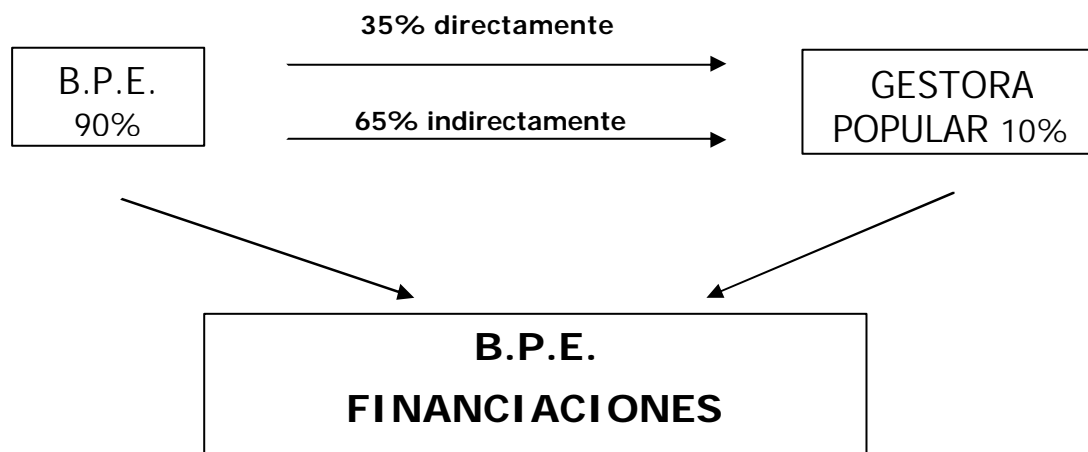 35% directamente
B.P.E.
90%
65% indirectamente
GESTORA
POPULAR 10%
B.P.E.
FINANCIACIONES